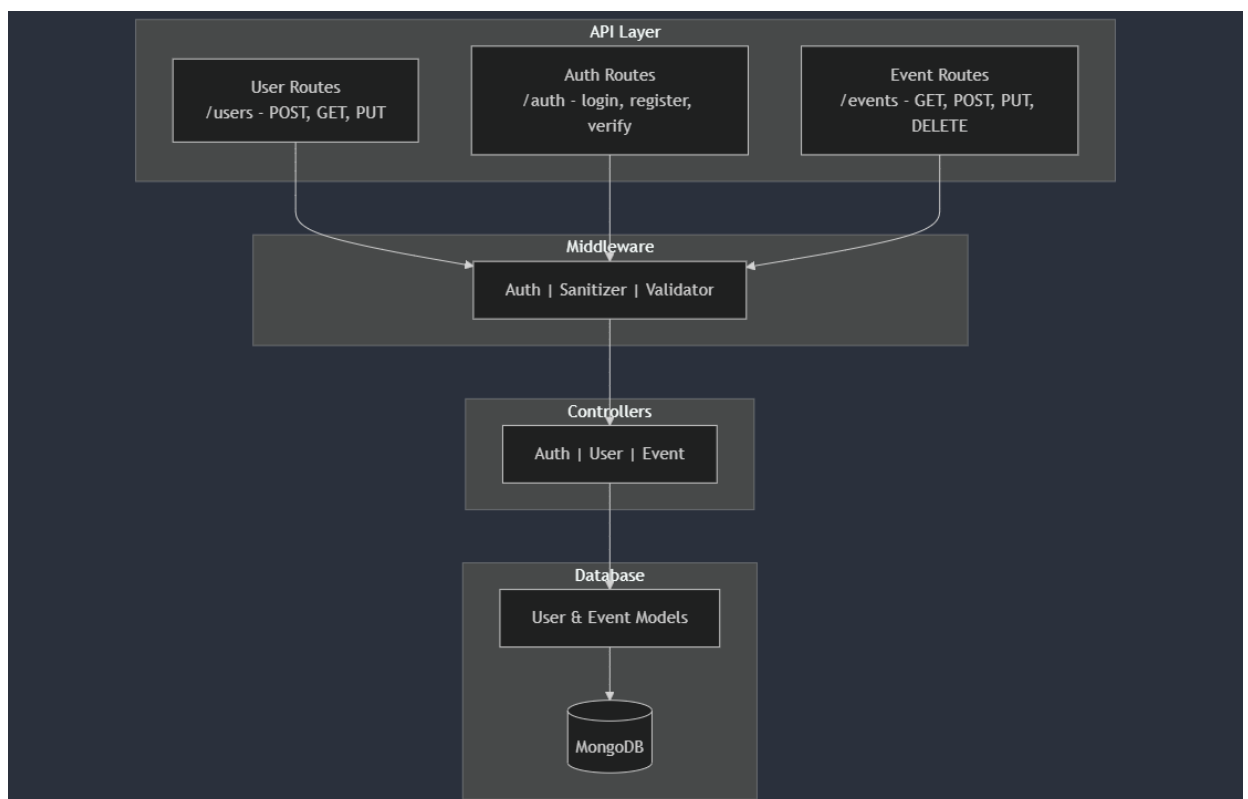 API Layer
User Routes
/users - POST, GET, PUT
Auth Routes
/auth - login, register,
verify
Event Routes
/events - GET, POST, PUT,
DELETE
Middleware
Auth | Sanitizer | Validator
Controllers
Auth | User | Event
Database
User & Event Models
MongoDB